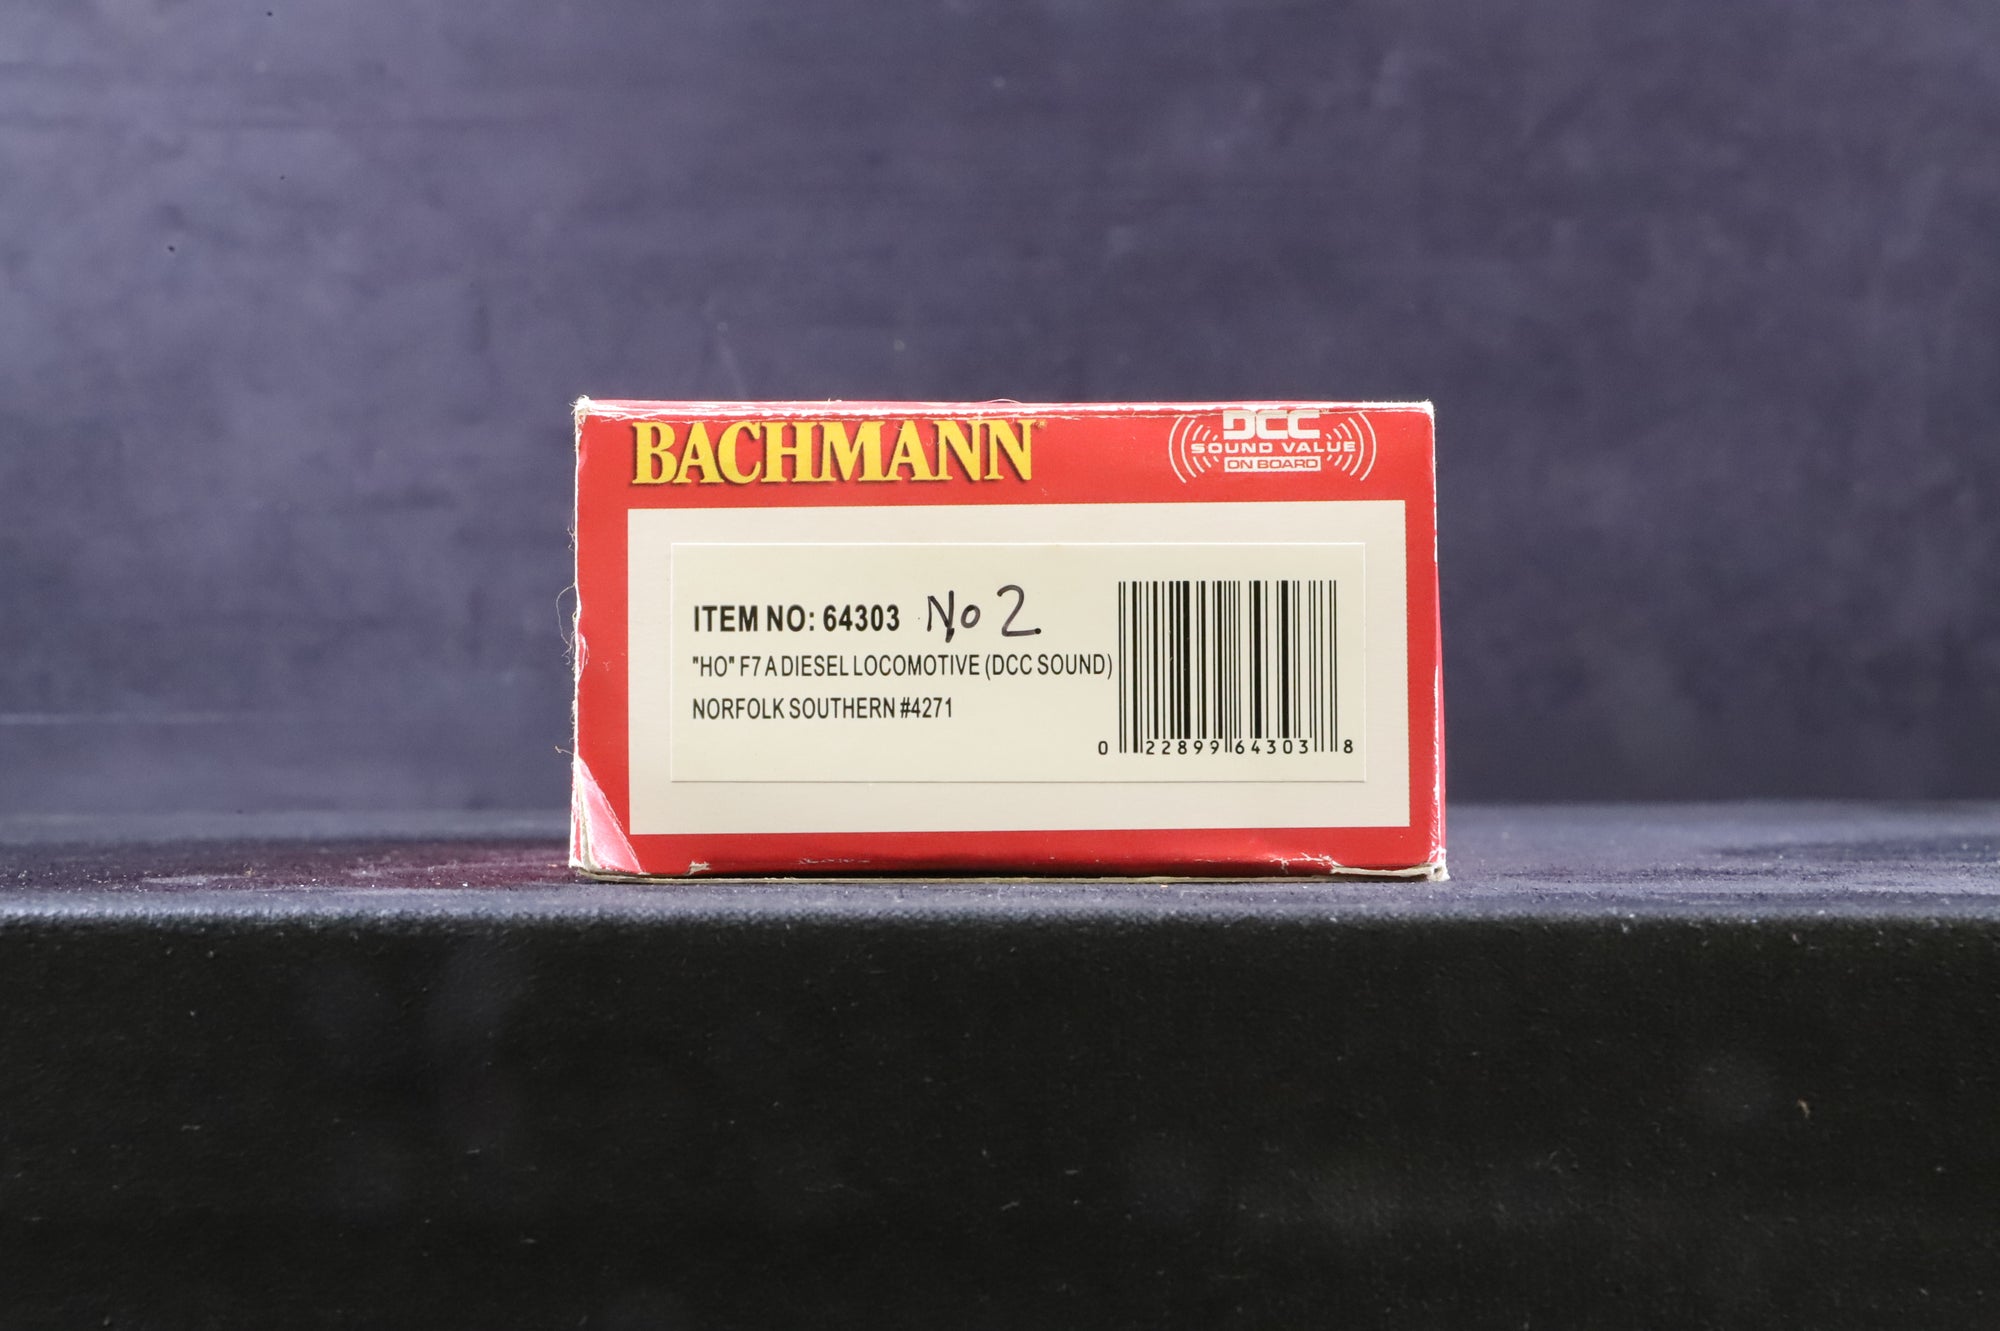 BACHMANN
DCC
SOUND VALUE
ON BOARD
ITEM NO: 64303 No 2
"HO" F7 A DIESEL LOCOMOTIVE (DCC SOUND)
NORFOLK SOUTHERN #4271
0 22899 64303 8